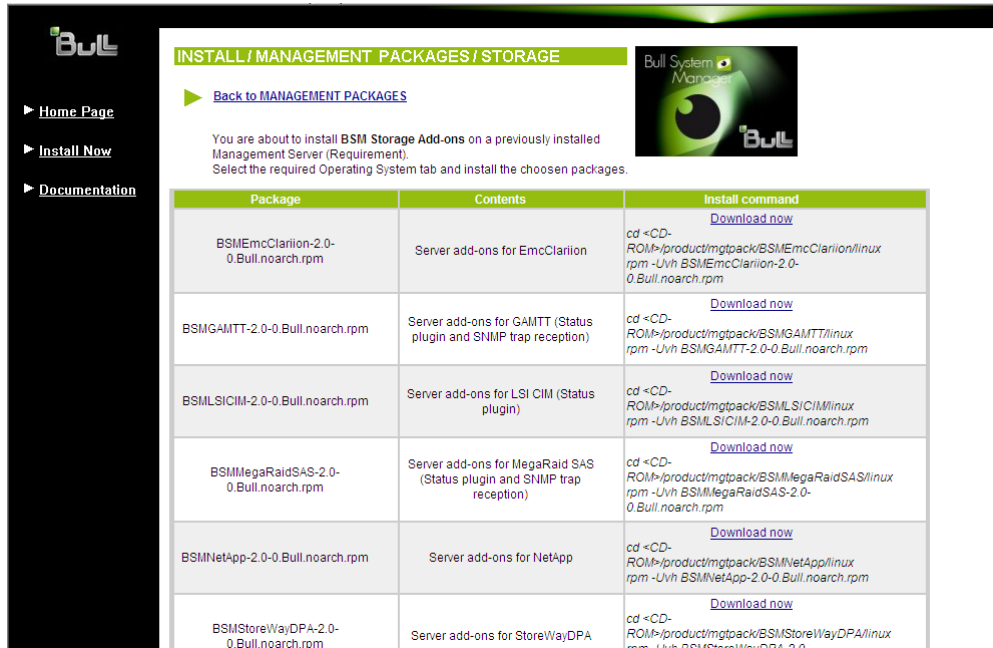 Bull
Home Page
Install Now
Documentation
INSTALL / MANAGEMENT PACKAGES / STORAGE
Bull System
Manager
Bull
Back to MANAGEMENT PACKAGES
You are about to install BSM Storage Add-ons on a previously installed
Management Server (Requirement).
Select the required Operating System tab and install the choosen packages.
Package Contents Install command
BSMEmcClariion-2.0-
0.Bull.noarch.rpm
Server add-ons for EmcClariion
Download now
cd <CD-
ROM>/product/mgtpack/BSMEmcClariion/linux
rpm -Uvh BSMEmcClariion-2.0-
0.Bull.noarch.rpm
BSMGAMTT-2.0-0.Bull.noarch.rpm
Server add-ons for GAMTT (Status
plugin and SNMP trap reception)
Download now
cd <CD-
ROM>/product/mgtpack/BSMGAMTT/linux
rpm -Uvh BSMGAMTT-2.0-0.Bull.noarch.rpm
BSMLSICIM-2.0-0.Bull.noarch.rpm
Server add-ons for LSI CIM (Status
plugin)
Download now
cd <CD-
ROM>/product/mgtpack/BSMLSICIM/linux
rpm -Uvh BSMLSICIM-2.0-0.Bull.noarch.rpm
BSMMegaRaidSAS-2.0-
0.Bull.noarch.rpm
Server add-ons for MegaRaid SAS
(Status plugin and SNMP trap
reception)
Download now
cd <CD-
ROM>/product/mgtpack/BSMMegaRaidSAS/linux
rpm -Uvh BSMMegaRaidSAS-2.0-
0.Bull.noarch.rpm
BSMNetApp-2.0-0.Bull.noarch.rpm
Server add-ons for NetApp
Download now
cd <CD-
ROM>/product/mgtpack/BSMNetApp/linux
rpm -Uvh BSMNetApp-2.0-0.Bull.noarch.rpm
BSMStoreWayDPA-2.0-
0.Bull.noarch.rpm
Server add-ons for StoreWayDPA
Download now
cd <CD-
ROM>/product/mgtpack/BSMStoreWayDPA/linux
rpm -Uvh BSMStoreWayDPA-2.0-